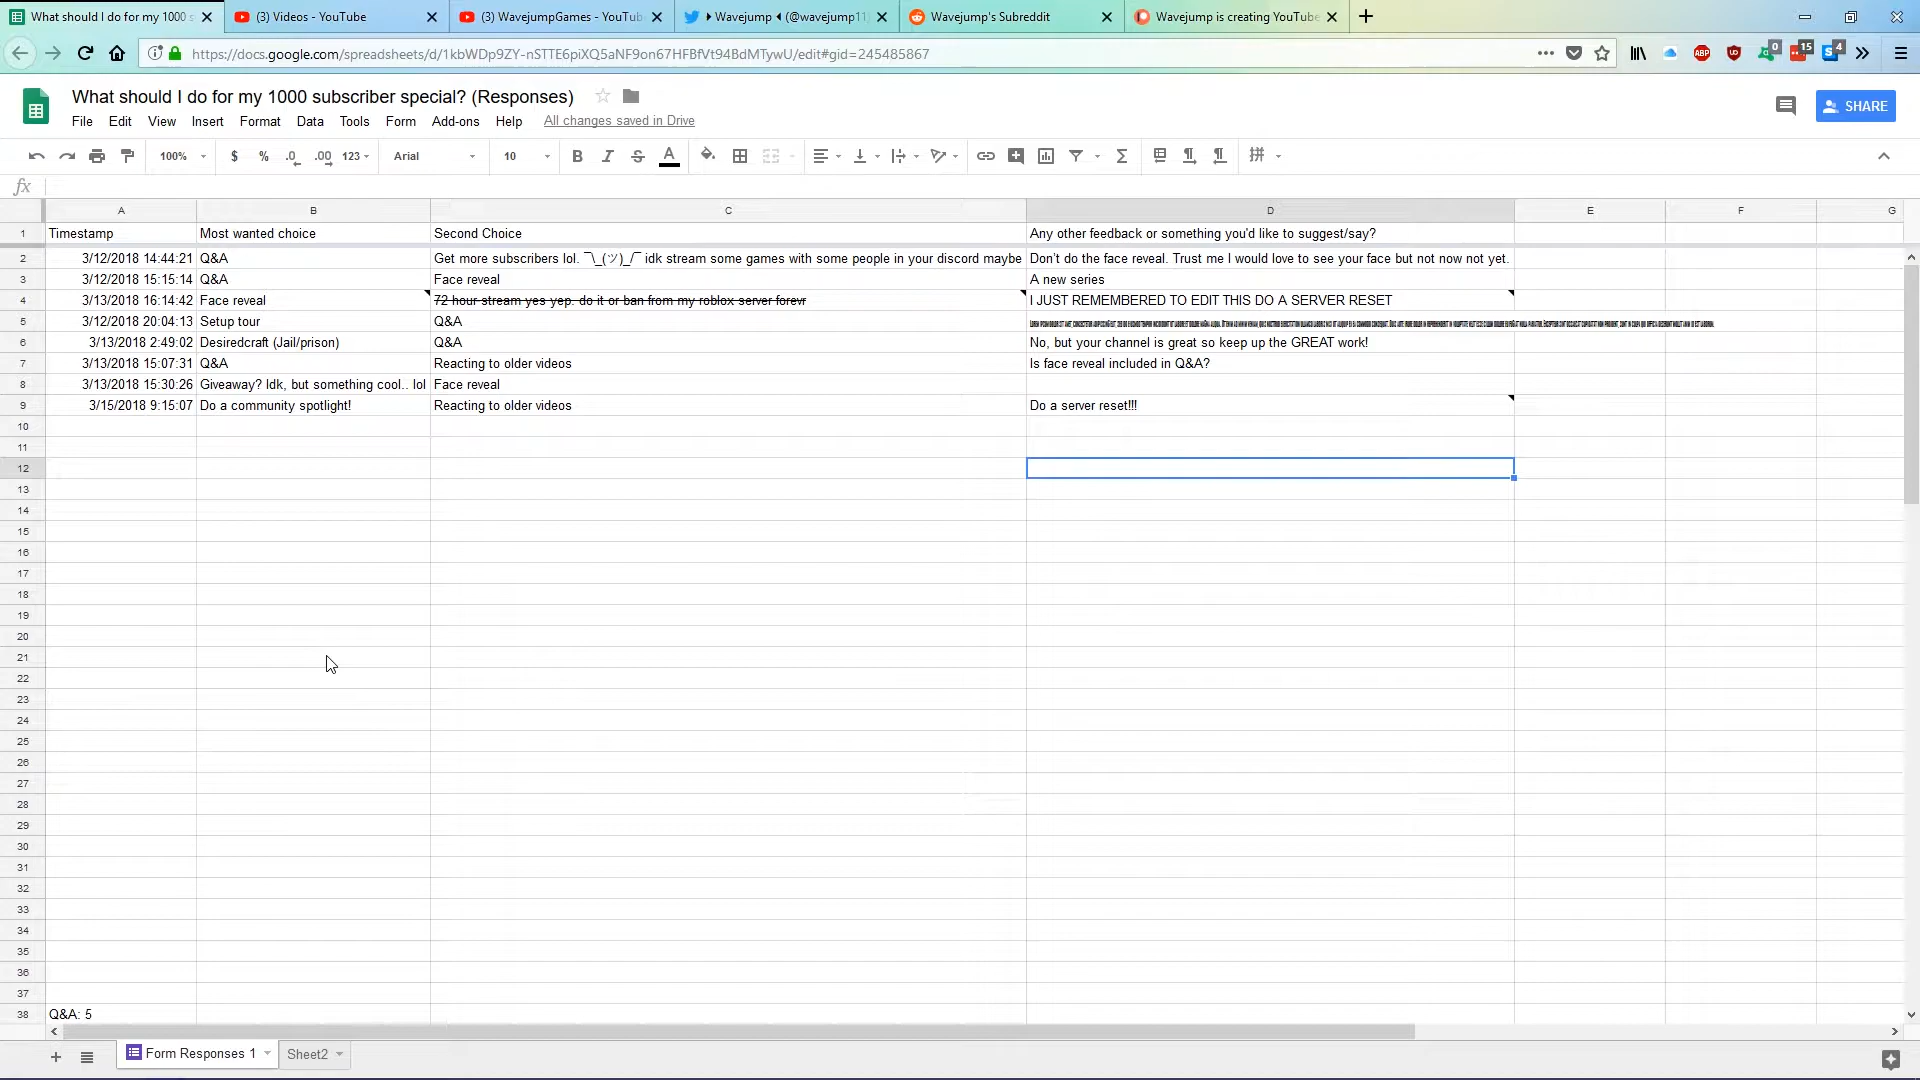 What should I do for my 1000 s
(3) Videos - YouTube
(3) WavejumpGames - YouTub
Wavejump (@wavejump11
Wavejump's Subreddit
Wavejump is creating YouTube
https://docs.google.com/spreadsheets/d/1kbWDp9ZY-nSTTE6piXQ5aNF9on67HFBfVt94BdMTywU/edit#gid=245485867
ABP
0
15
4
What should I do for my 1000 subscriber special? (Responses)
SHARE
File Edit View Insert Format Data Tools Form Add-ons Help All changes saved in Drive
100% $ % .0 .00 123 Arial 10 B I S A
fx
A B C D E F G
1 Timestamp Most wanted choice Second Choice Any other feedback or something you'd like to suggest/say?
2 3/12/2018 14:44:21 Q&A Get more subscribers lol. ¯\_(ツ)_/¯ idk stream some games with some people in your discord maybe Don't do the face reveal. Trust me I would love to see your face but not now not yet.
3 3/12/2018 15:15:14 Q&A Face reveal A new series
4 3/13/2018 16:14:42 Face reveal 72 hour stream yes yep. do it or ban from my roblox server forevr I JUST REMEMBERED TO EDIT THIS DO A SERVER RESET
5 3/12/2018 20:04:13 Setup tour Q&A
6 3/13/2018 2:49:02 Desiredcraft (Jail/prison) Q&A No, but your channel is great so keep up the GREAT work!
7 3/13/2018 15:07:31 Q&A Reacting to older videos Is face reveal included in Q&A?
8 3/13/2018 15:30:26 Giveaway? Idk, but something cool.. lol Face reveal
9 3/15/2018 9:15:07 Do a community spotlight! Reacting to older videos Do a server reset!!!
10
11
12
13
14
15
16
17
18
19
20
21
22
23
24
25
26
27
28
29
30
31
32
33
34
35
36
37
38 Q&A: 5
Form Responses 1 Sheet2